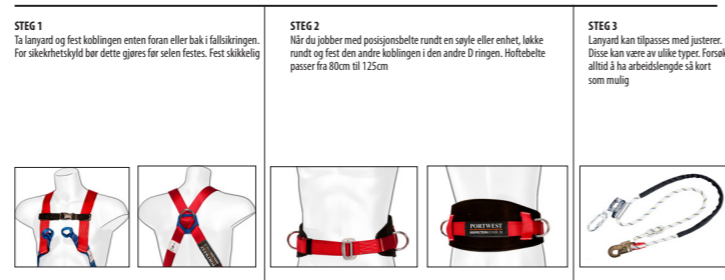 STEG 1
Ta lanyard og fest koblingen enten foran eller bak i fallsikringen.
For sikekrhetskyld bør dette gjøres før selen festes. Fest skikkelig
STEG 2
Når du jobber med posisjonsbelte rundt en søyle eller enhet, løkke
rundt og fest den andre koblingen i den andre D ringen. Hoftebelte
passer fra 80cm til 125cm
STEG 3
Lanyard kan tilpasses med justerer.
Disse kan være av ulike typer. Forsøk
alltid å ha arbeidslengde så kort
som mulig
PORTWEST